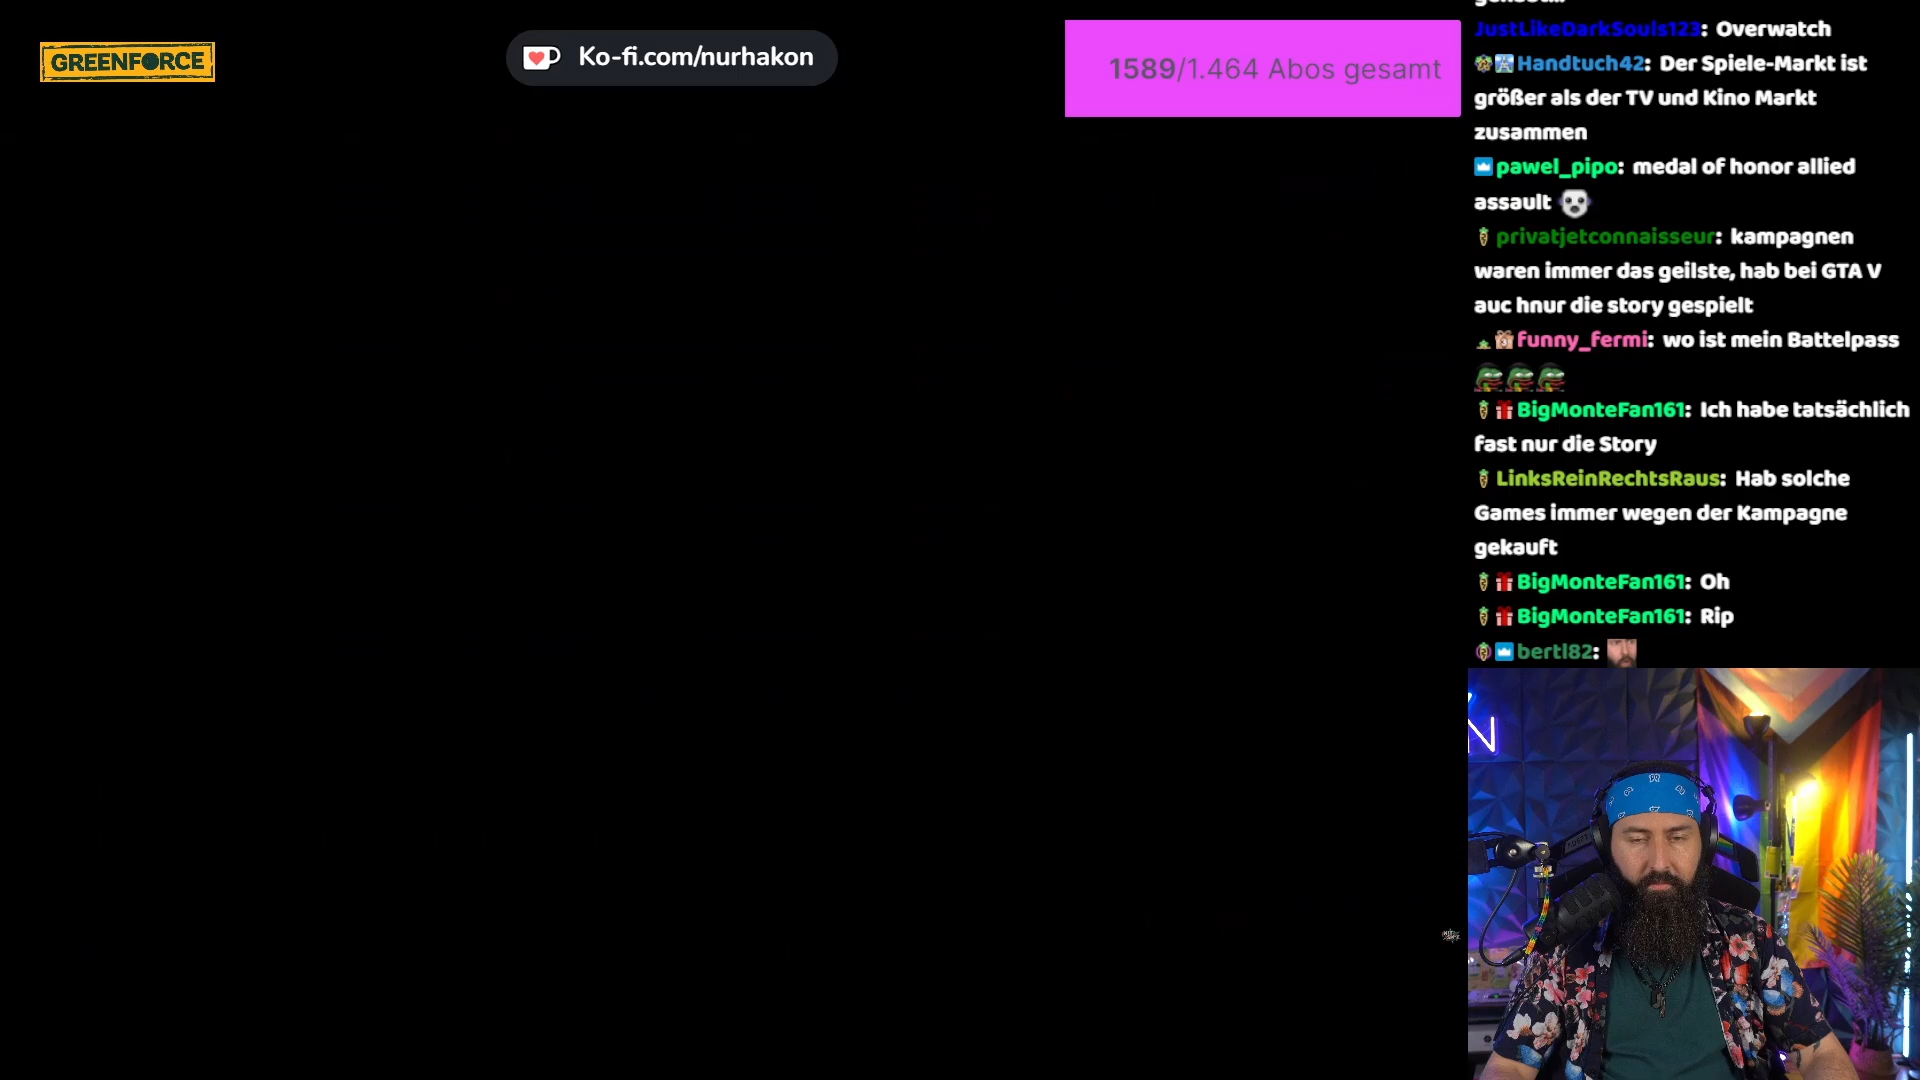 GREENFORCE
Ko-fi.com/nurhakon
1589/1.464 Abos gesamt
JustLikeDarkSouls123: Overwatch
Handtuch42: Der Spiele-Markt ist
größer als der TV und Kino Markt
zusammen
pawel_pipo: medal of honor allied
assault
privatjetconnaisseur: kampagnen
waren immer das geilste, hab bei GTA V
auc hnur die story gespielt
funny_fermi: wo ist mein Battelpass
BigMonteFan161: Ich habe tatsächlich
fast nur die Story
LinksReinRechtsRaus: Hab solche
Games immer wegen der Kampagne
gekauft
BigMonteFan161: Oh
BigMonteFan161: Rip
bertl82:
N